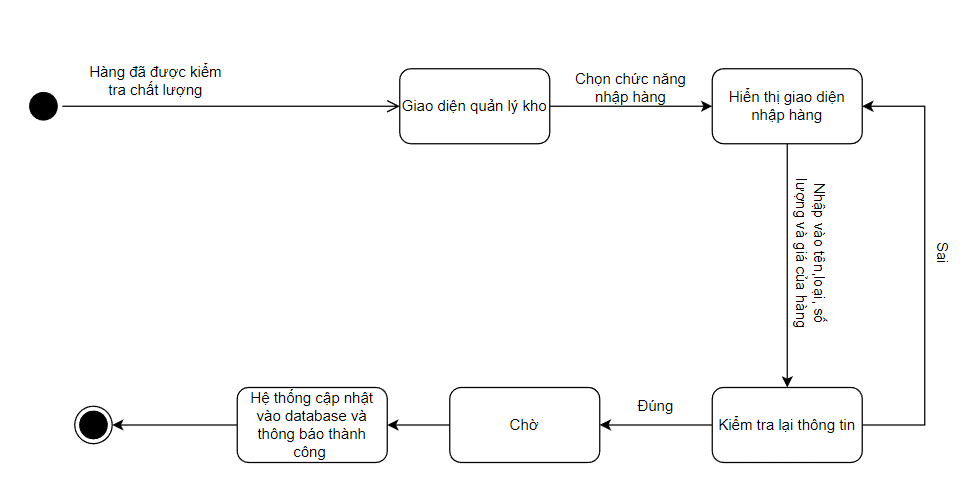 Hàng đã được kiểm
tra chất lượng
Giao diện quản lý kho
Chọn chức năng
nhập hàng
Hiển thị giao diện
nhập hàng
Nhập vào tên,loại, số
lượng và giá của hàng
Sai
Hệ thống cập nhật
vào database và
thông báo thành
công
Chờ
Đúng
Kiểm tra lại thông tin